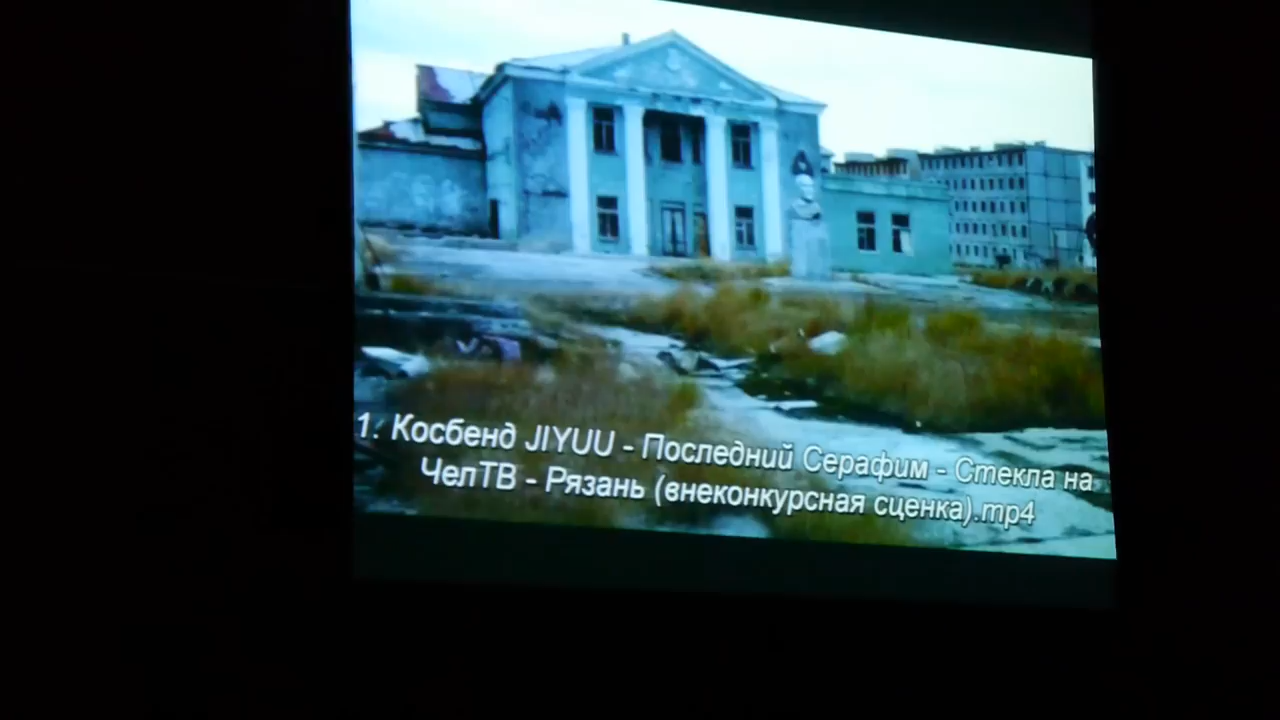 1. Косбенд JIYUU - Последний Серафим - Стекла на
ЧелТВ - Рязань (внеконкурсная сценка).mp4